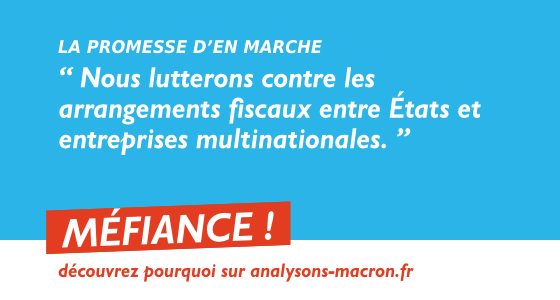 LA PROMESSE D’EN MARCHE
“ Nous lutterons contre les
arrangements fiscaux entre États et
entreprises multinationales. ”
MÉFIANCE !
découvrez pourquoi sur analysons-macron.fr